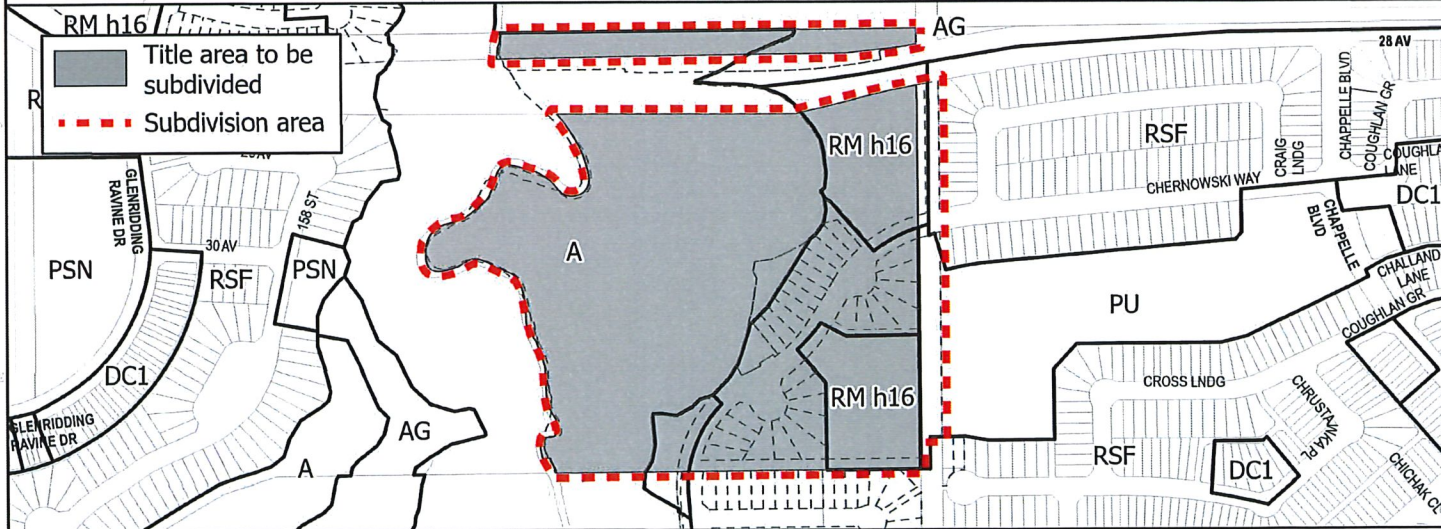 RM h16
Title area to be
subdivided
Subdivision area
AG
28 AV
CHAPPELLE BLVD
COUGHLAN GR
RSF
CRAIG
LNDG
RM h16
CHERNOWSKI WAY
DC1
GLENRIDDING
RAVINE DR
158 ST
30 AV
PSN
RSF
PSN
A
CHAPPELLE
BLVD
CHALLAND
LANE
PU
COUGHLAN GR
DC1
CROSS LNDG
RM h16
CHRUSTAWKA PL
GLENRIDDING
RAVINE DR
AG
A
RSF
DC1